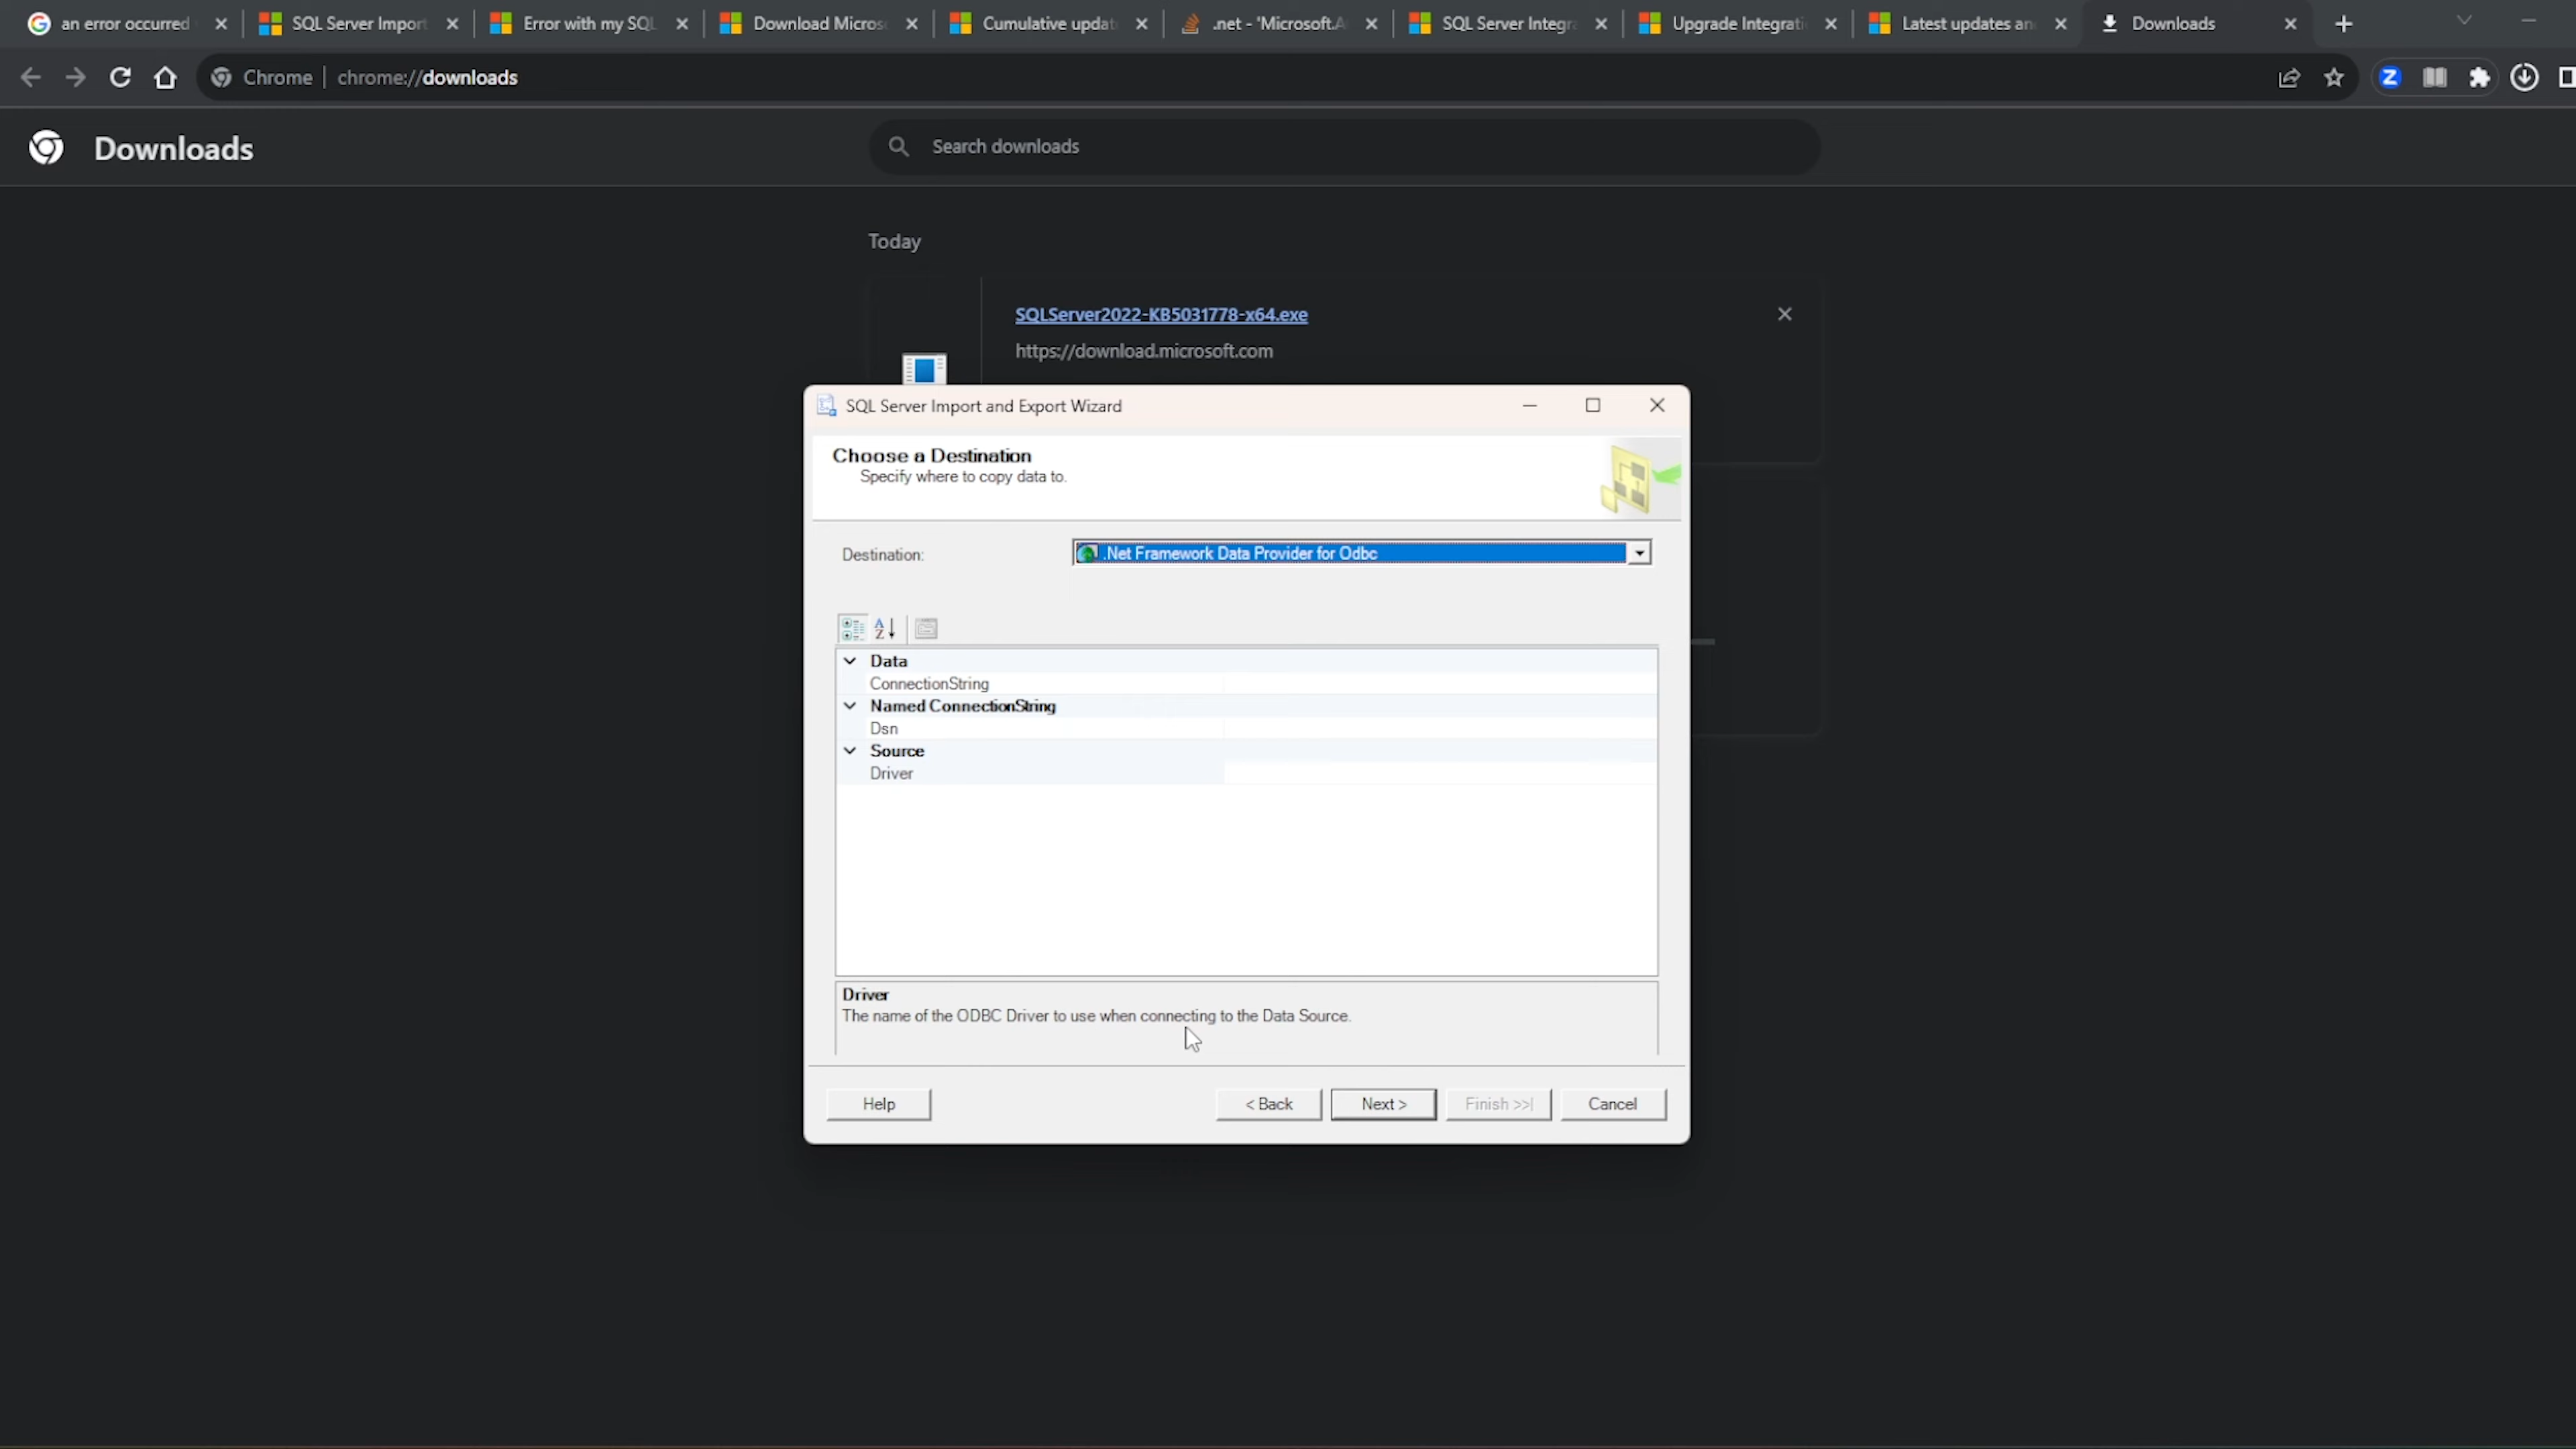 an error occurred
SQL Server Import
Error with my SQL
Download Micros
Cumulative updat
.net - 'Microsoft.A
SQL Server Integra
Upgrade Integrati
Latest updates an
Downloads
Chrome
chrome://downloads
Downloads
Search downloads
Today
SQLServer2022-KB5031778-x64.exe
https://download.microsoft.com
SQL Server Import and Export Wizard
Choose a Destination
Specify where to copy data to.
Destination:
.Net Framework Data Provider for Odbc
Data
ConnectionString
Named ConnectionString
Dsn
Source
Driver
Driver
The name of the ODBC Driver to use when connecting to the Data Source.
Help
< Back
Next >
Finish >>|
Cancel